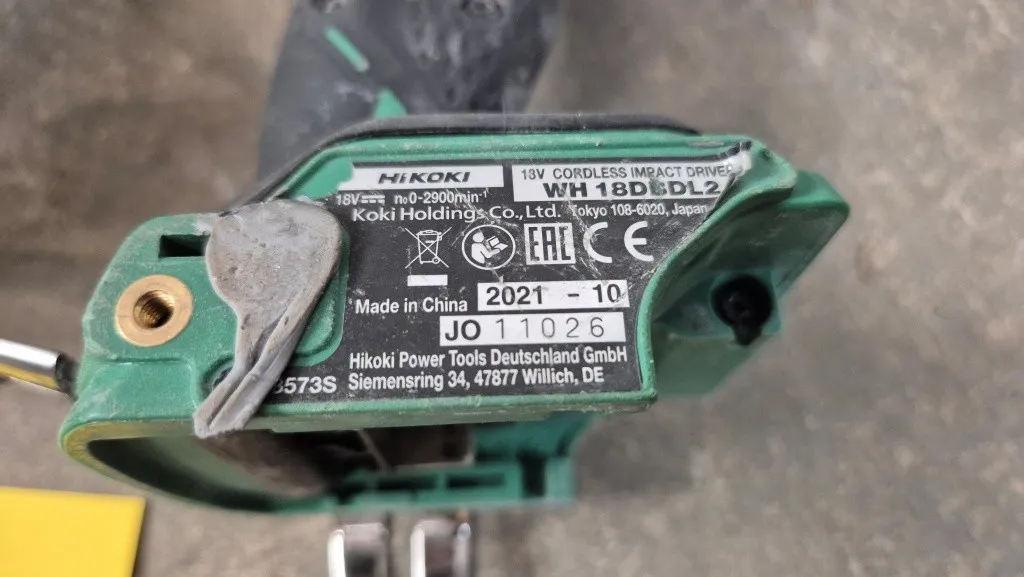 HiKOKI
18V CORDLESS IMPACT DRIVER
WH 18DBDL2
18V⎓ n₀0-2900min⁻¹
Koki Holdings Co.,Ltd. Tokyo 108-6020, Japan
EAC CE
Made in China 2021 - 10
JO 11026
Hikoki Power Tools Deutschland GmbH
Siemensring 34, 47877 Willich, DE